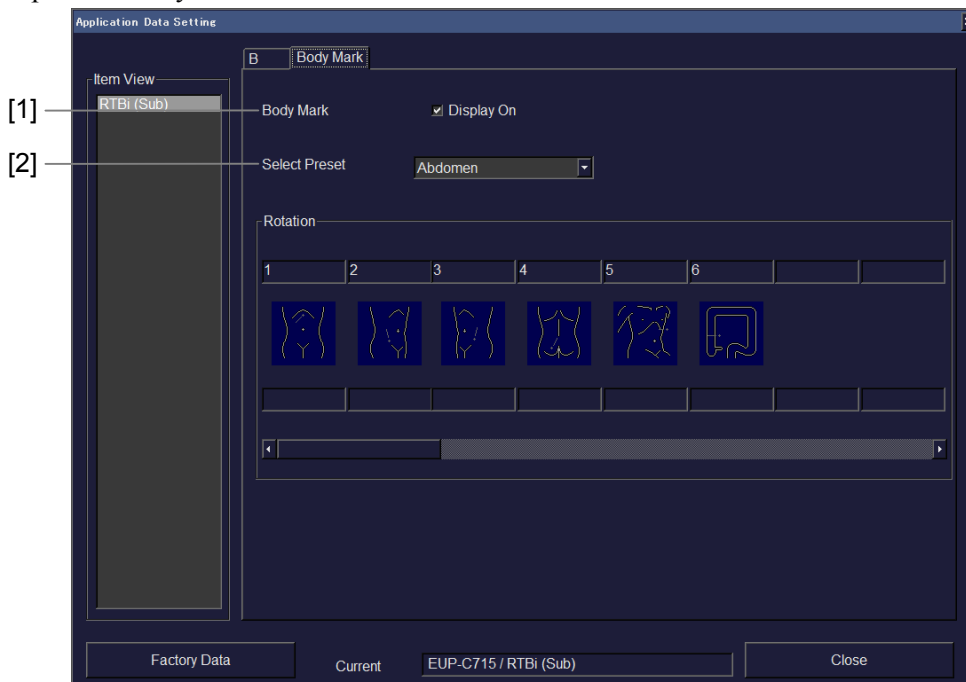 Application Data Setting
B Body Mark
Item View
RTBi (Sub)
[1]
Body Mark Display On
[2]
Select Preset Abdomen
Rotation
1 2 3 4 5 6
Factory Data Current EUP-C715 / RTBi (Sub) Close